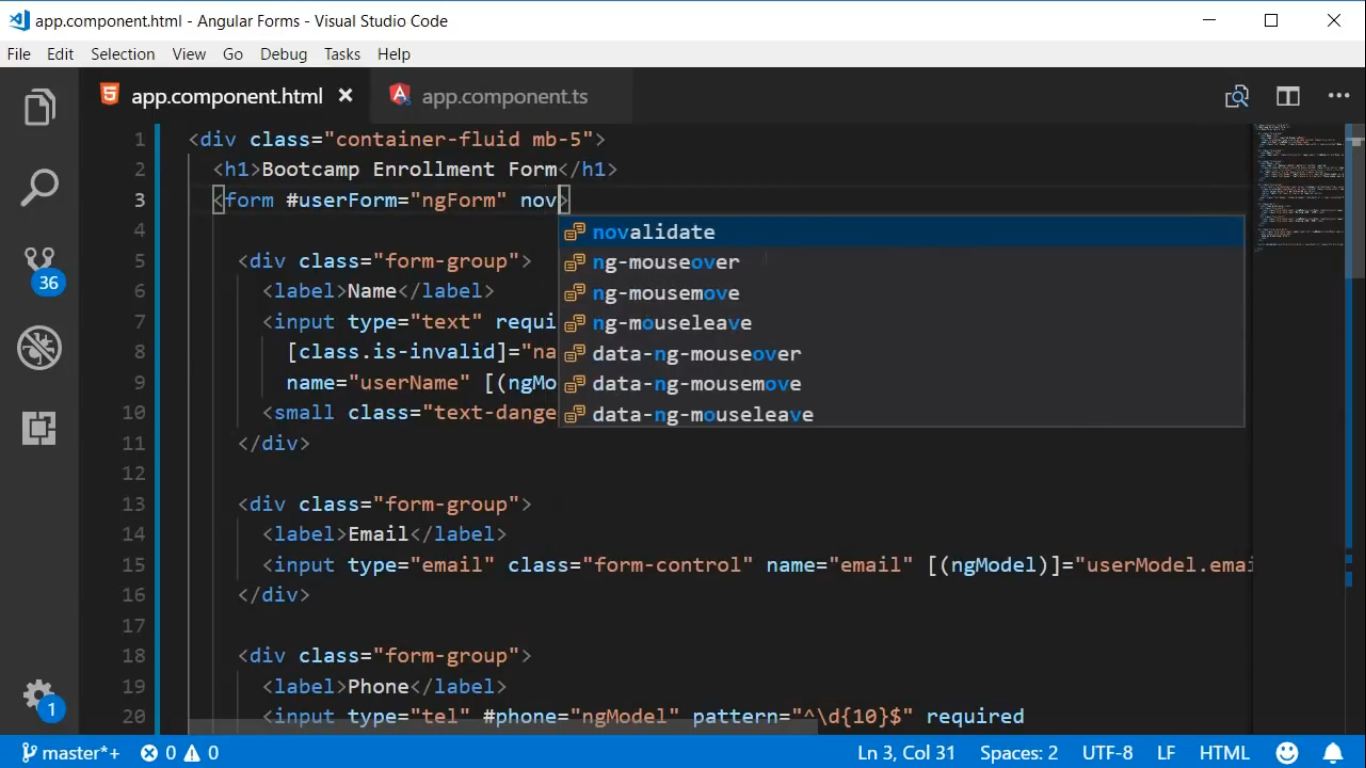 app.component.html - Angular Forms - Visual Studio Code
File Edit Selection View Go Debug Tasks Help
app.component.html app.component.ts
1 <div class="container-fluid mb-5">
2 <h1>Bootcamp Enrollment Form</h1>
3 <form #userForm="ngForm" nov>
4 novalidate
ng-mouseover
5 <div class="form-group">
6 <label>Name</label> ng-mousemove
7 <input type="text" requi ng-mouseleave
8 [class.is-invalid]="na data-ng-mouseover
9 name="userName" [(ngMo data-ng-mousemove
10 <small class="text-dange data-ng-mouseleave
11 </div>
12
13 <div class="form-group">
14 <label>Email</label>
15 <input type="email" class="form-control" name="email" [(ngModel)]="userModel.emai
16 </div>
17
18 <div class="form-group">
19 <label>Phone</label>
20 <input type="tel" #phone="ngModel" pattern="^\d{10}$" required
36
1
master*+ 0 0 Ln 3, Col 31 Spaces: 2 UTF-8 LF HTML